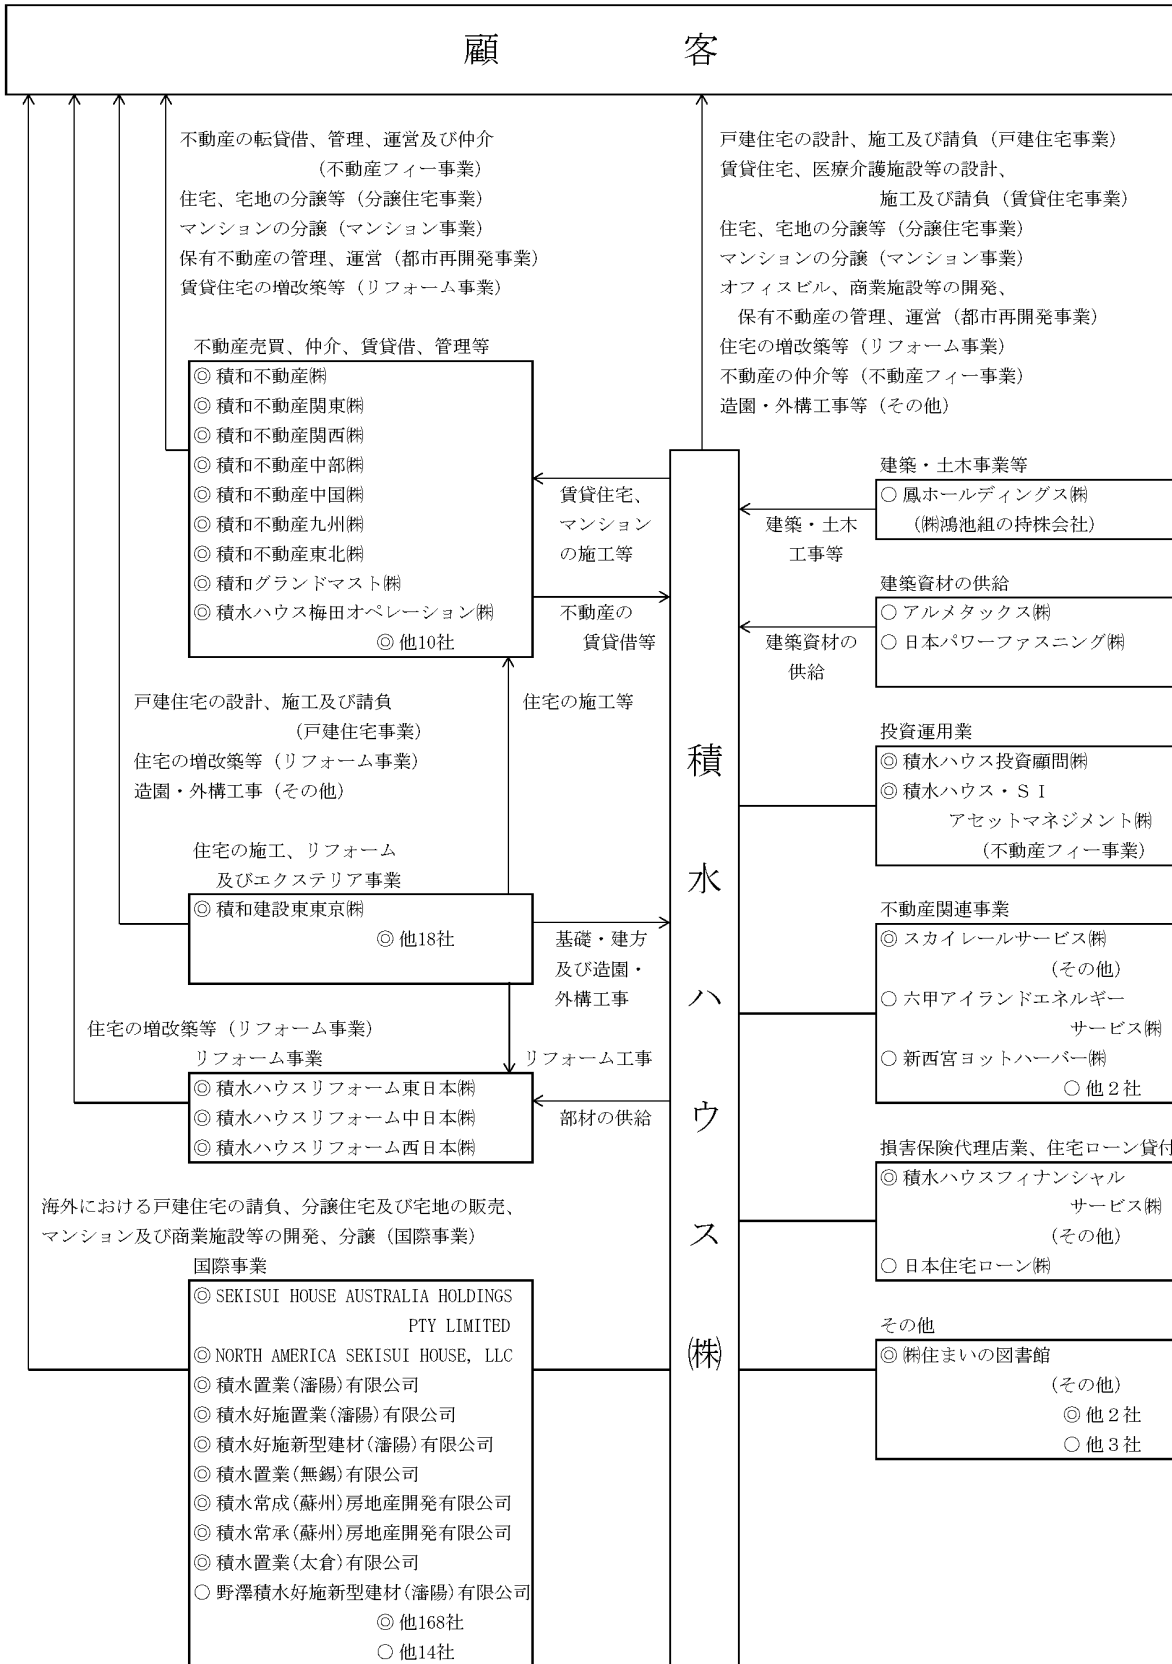 顧客
不動産の転貸借、管理、運営及び仲介
(不動産フィー事業)
住宅、宅地の分譲等（分譲住宅事業）
マンションの分譲（マンション事業）
保有不動産の管理、運営（都市再開発事業）
賃貸住宅の増改築等（リフォーム事業）
戸建住宅の設計、施工及び請負（戸建住宅事業）
賃貸住宅、医療介護施設等の設計、
施工及び請負（賃貸住宅事業）
住宅、宅地の分譲等（分譲住宅事業）
マンションの分譲（マンション事業）
オフィスビル、商業施設等の開発、
保有不動産の管理、運営（都市再開発事業）
住宅の増改築等（リフォーム事業）
不動産の仲介等（不動産フィー事業）
造園・外構工事等（その他）
不動産売買、仲介、賃貸借、管理等
◎ 積和不動産㈱
◎ 積和不動産関東㈱
◎ 積和不動産関西㈱
◎ 積和不動産中部㈱
◎ 積和不動産中国㈱
◎ 積和不動産九州㈱
◎ 積和不動産東北㈱
◎ 積和グランドマスト㈱
◎ 積水ハウス梅田オペレーション㈱
◎ 他10社
賃貸住宅、
マンション
の施工等
不動産の
賃貸借等
建築・土木事業等
○ 鳳ホールディングス㈱
（㈱鴻池組の持株会社）
建築・土木
工事等
建築資材の供給
○ アルメタックス㈱
○ 日本パワーファスニング㈱
建築資材の
供給
戸建住宅の設計、施工及び請負
(戸建住宅事業)
住宅の増改築等（リフォーム事業）
造園・外構工事（その他）
住宅の施工等
積水ハウス㈱
投資運用業
◎ 積水ハウス投資顧問㈱
◎ 積水ハウス・ＳＩ
アセットマネジメント㈱
（不動産フィー事業）
住宅の施工、リフォーム
及びエクステリア事業
◎ 積和建設東東京㈱
◎ 他18社
基礎・建方
及び造園・
外構工事
不動産関連事業
◎ スカイレールサービス㈱
(その他)
○ 六甲アイランドエネルギー
サービス㈱
○ 新西宮ヨットハーバー㈱
○ 他２社
住宅の増改築等（リフォーム事業）
リフォーム事業
リフォーム工事
◎ 積水ハウスリフォーム東日本㈱
◎ 積水ハウスリフォーム中日本㈱
◎ 積水ハウスリフォーム西日本㈱
部材の供給
損害保険代理店業、住宅ローン貸付
◎ 積水ハウスフィナンシャル
サービス㈱
(その他)
○ 日本住宅ローン㈱
海外における戸建住宅の請負、分譲住宅及び宅地の販売、
マンション及び商業施設等の開発、分譲（国際事業）
国際事業
◎ SEKISUI HOUSE AUSTRALIA HOLDINGS
PTY LIMITED
◎ NORTH AMERICA SEKISUI HOUSE, LLC
◎ 積水置業(瀋陽)有限公司
◎ 積水好施置業(瀋陽)有限公司
◎ 積水好施新型建材(瀋陽)有限公司
◎ 積水置業(無錫)有限公司
◎ 積水常成(蘇州)房地産開発有限公司
◎ 積水常承(蘇州)房地産開発有限公司
◎ 積水置業(太倉)有限公司
○ 野澤積水好施新型建材(瀋陽)有限公司
◎ 他168社
○ 他14社
その他
◎ ㈱住まいの図書館
(その他)
◎ 他２社
○ 他３社